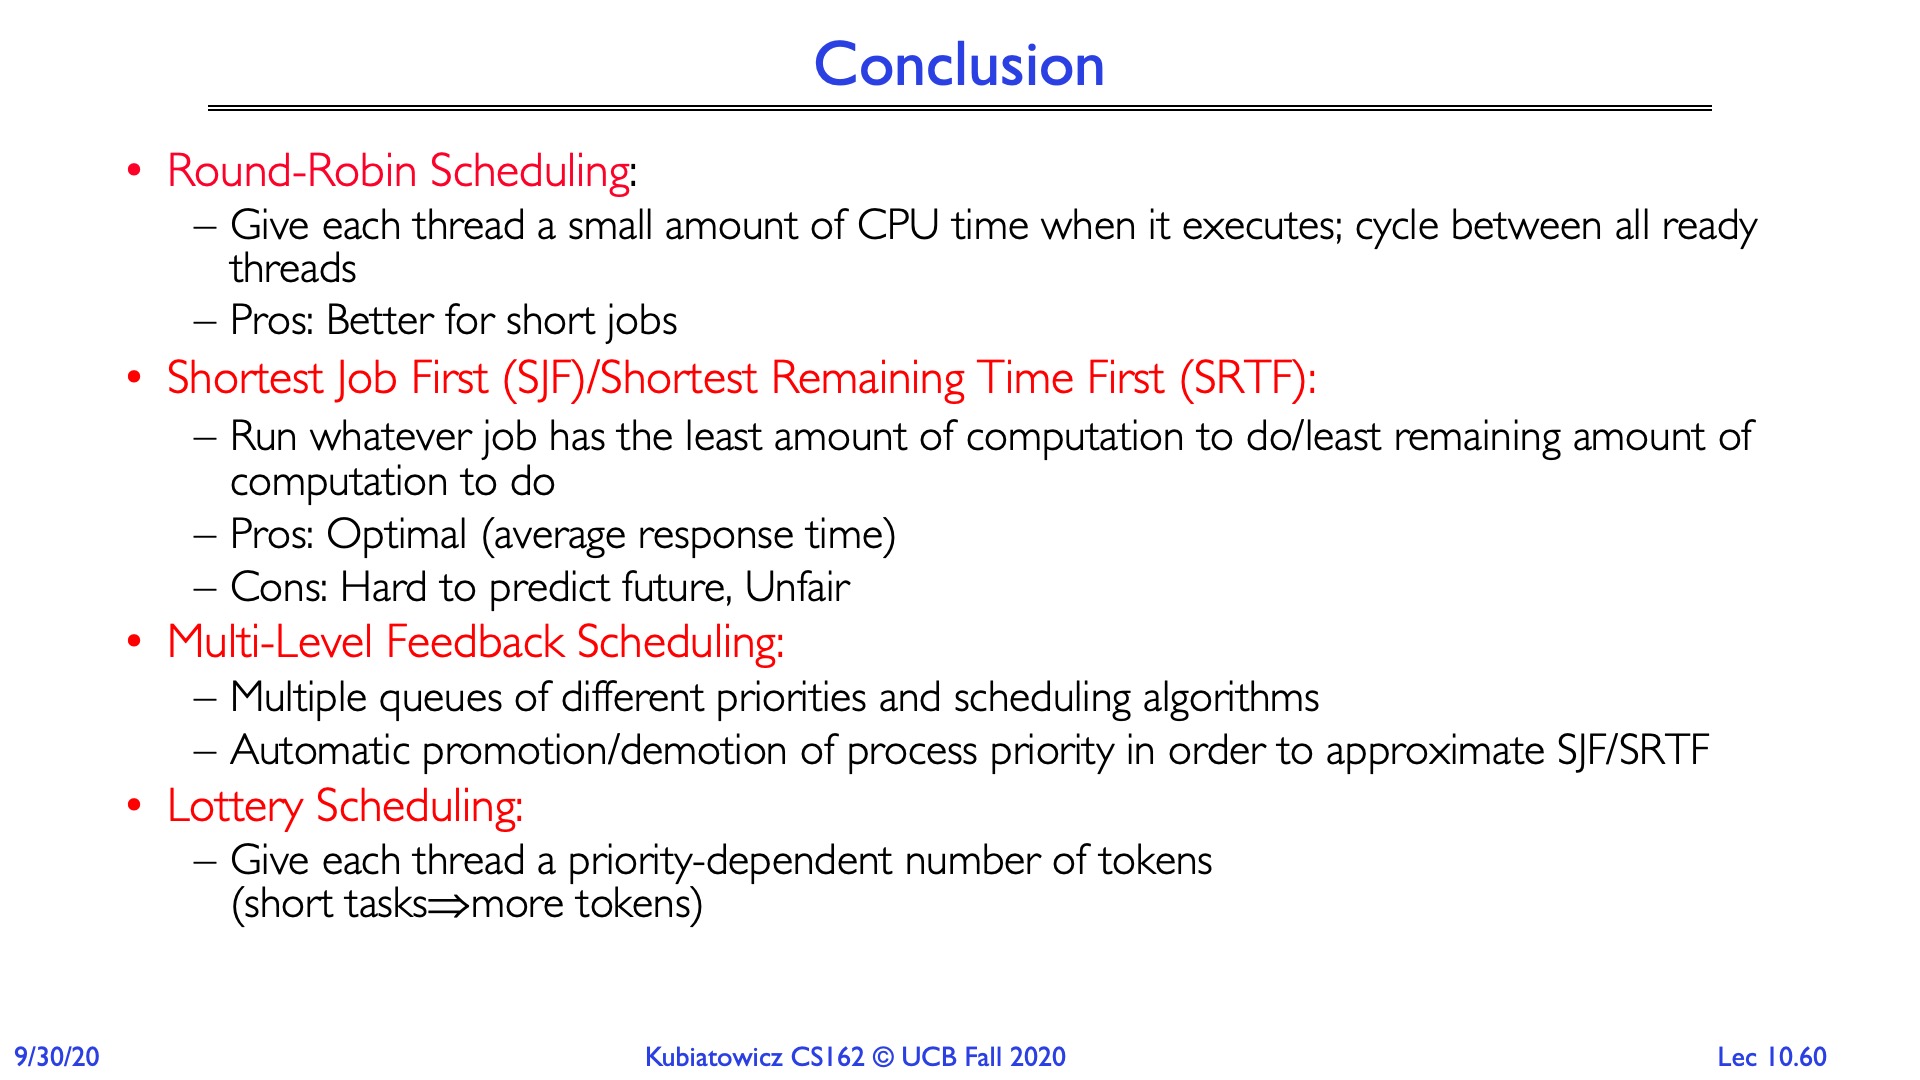 Conclusion
• Round-Robin Scheduling:
– Give each thread a small amount of CPU time when it executes; cycle between all ready
threads
– Pros: Better for short jobs
• Shortest Job First (SJF)/Shortest Remaining Time First (SRTF):
– Run whatever job has the least amount of computation to do/least remaining amount of
computation to do
– Pros: Optimal (average response time)
– Cons: Hard to predict future, Unfair
• Multi-Level Feedback Scheduling:
– Multiple queues of different priorities and scheduling algorithms
– Automatic promotion/demotion of process priority in order to approximate SJF/SRTF
• Lottery Scheduling:
– Give each thread a priority-dependent number of tokens
(short tasks⇒more tokens)
9/30/20
Kubiatowicz CS162 © UCB Fall 2020
Lec 10.60